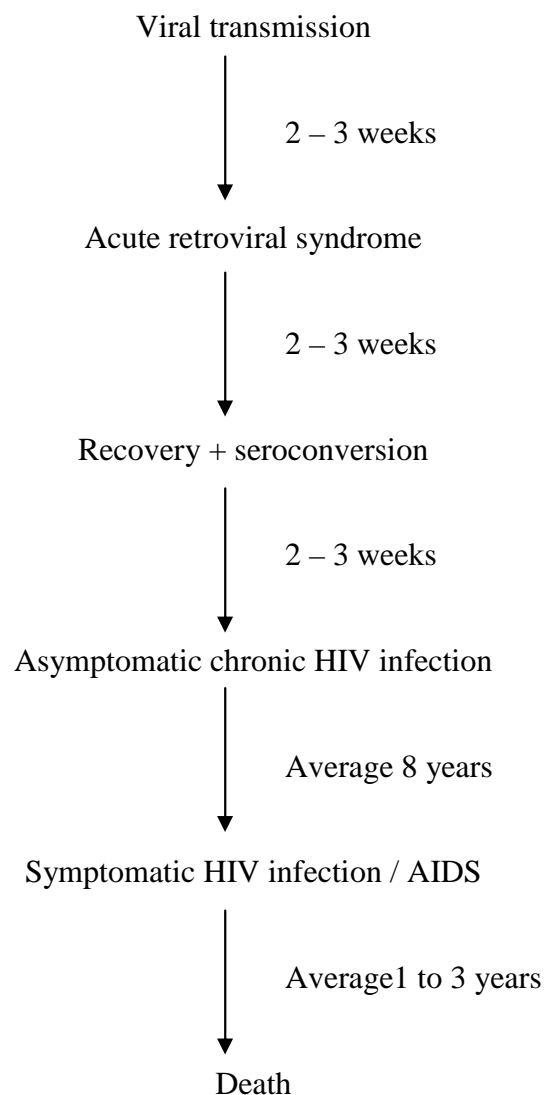 Viral transmission
2 – 3 weeks
Acute retroviral syndrome
2 – 3 weeks
Recovery + seroconversion
2 – 3 weeks
Asymptomatic chronic HIV infection
Average 8 years
Symptomatic HIV infection / AIDS
Average1 to 3 years
Death